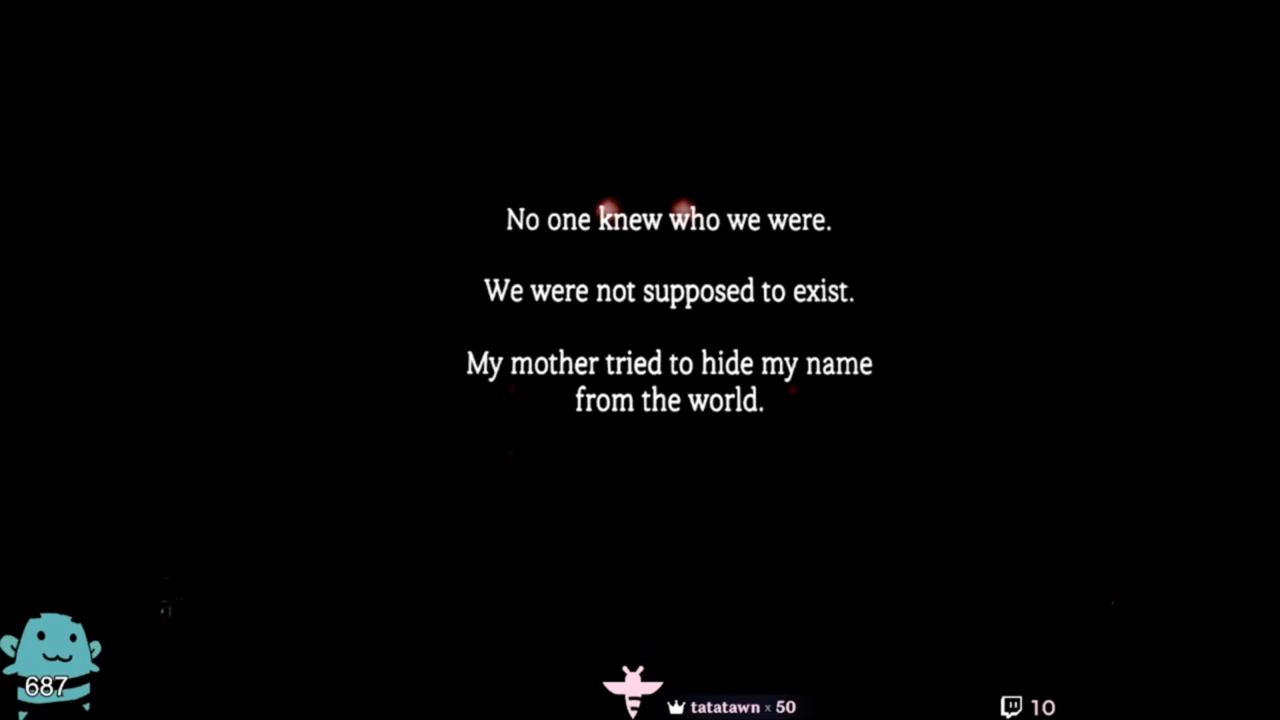 No one knew who we were.
We were not supposed to exist.
My mother tried to hide my name
from the world.
687
tatatawn × 50
10